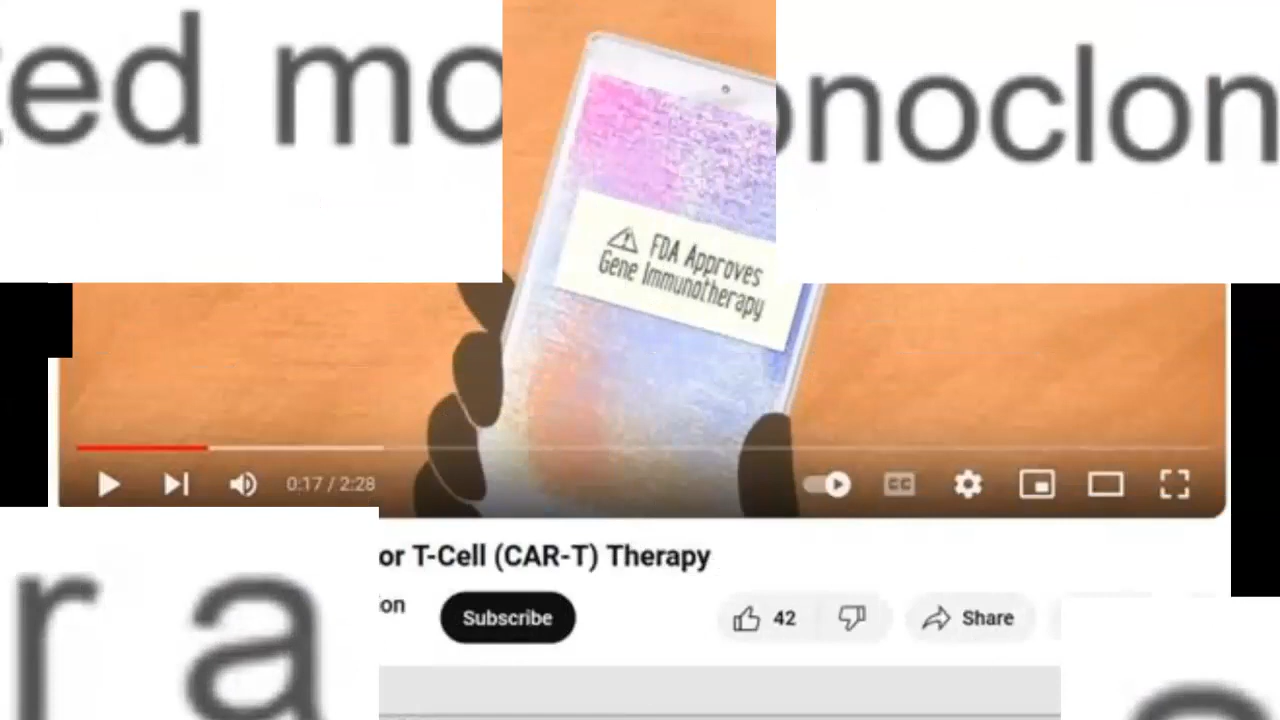 ted mo
onoclon
FDA Approves
Gene Immunotherapy
0:17 / 2:28
CC
or T-Cell (CAR-T) Therapy
on
Subscribe
42
Share
r a